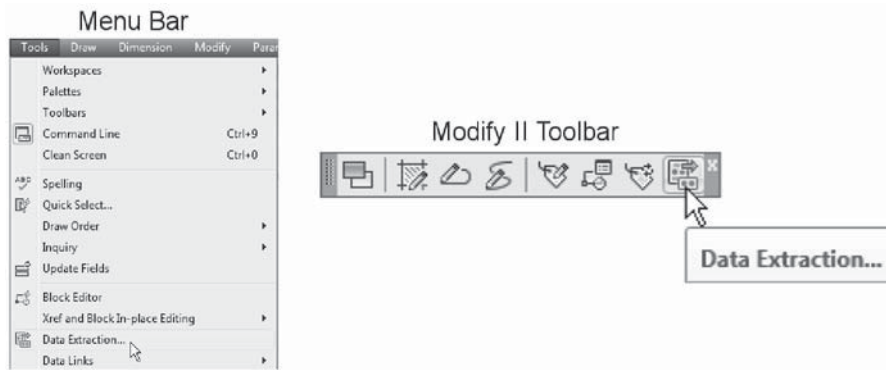 Menu Bar
Tools Draw Dimension Modify Para
Workspaces
Palettes
Toolbars
Command Line Ctrl+9
Clean Screen Ctrl+0
ABC Spelling
Quick Select...
Draw Order
Inquiry
Update Fields
Block Editor
Xref and Block In-place Editing
Data Extraction...
Data Links
Modify II Toolbar
Data Extraction...